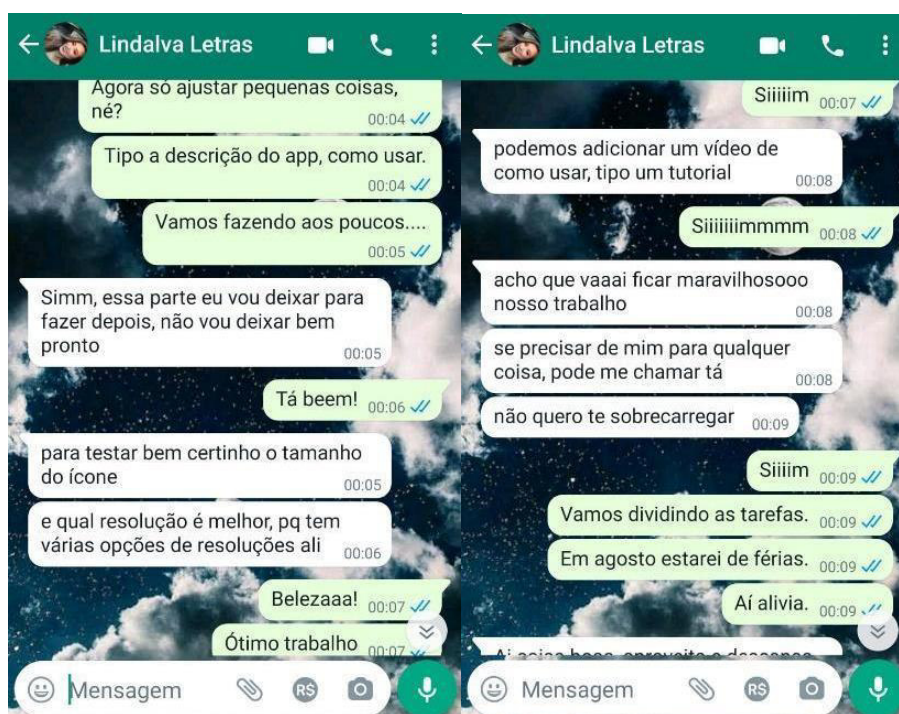 Lindalva Letras
Agora só ajustar pequenas coisas,
né?
00:04
Tipo a descrição do app, como usar.
00:04
Vamos fazendo aos poucos....
00:05
Simm, essa parte eu vou deixar para
fazer depois, não vou deixar bem
pronto
00:05
Tá beem! 00:06
para testar bem certinho o tamanho
do ícone
00:05
e qual resolução é melhor, pq tem
várias opções de resoluções ali 00:06
Belezaaa! 00:07
Ótimo trabalho 00:07
Mensagem
R$
Lindalva Letras
Siiiiim 00:07
podemos adicionar um vídeo de
como usar, tipo um tutorial 00:08
Siiiiiiimmmm 00:08
acho que vaaai ficar maravilhosooo
nosso trabalho 00:08
se precisar de mim para qualquer
coisa, pode me chamar tá 00:08
não quero te sobrecarregar 00:09
Siiiim 00:09
Vamos dividindo as tarefas. 00:09
Em agosto estarei de férias. 00:09
Aí alivia. 00:09
Mensagem
R$